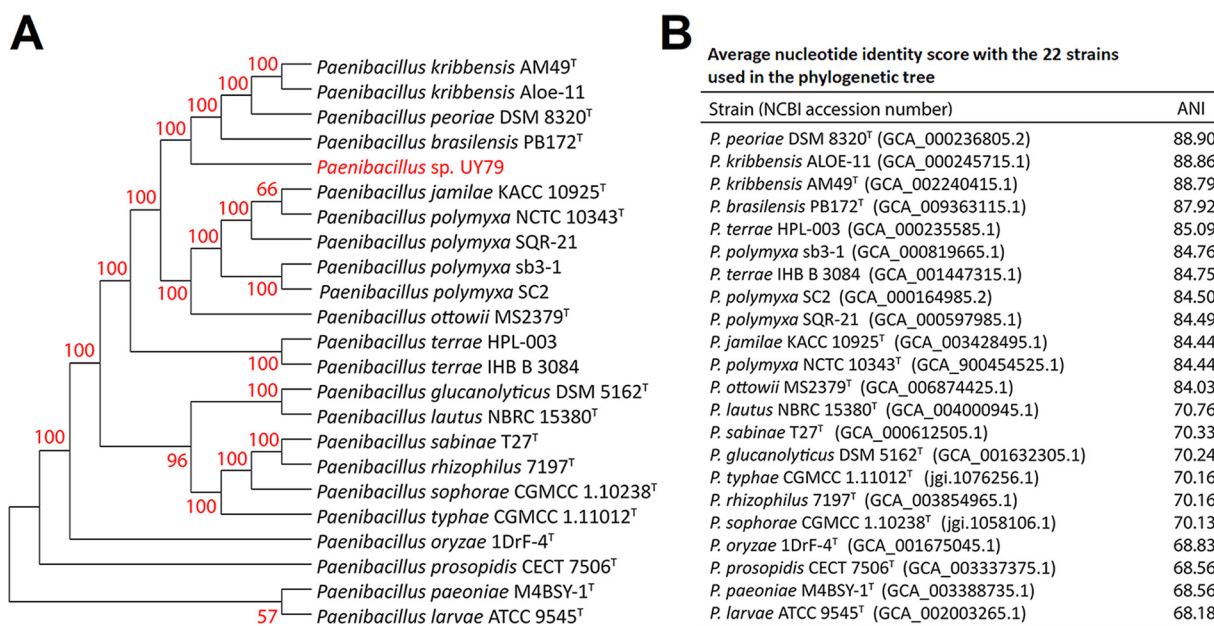 A
100
Paenibacillus kribbensis AM49ᵀ
Paenibacillus kribbensis Aloe-11
100
Paenibacillus peoriae DSM 8320ᵀ
100
Paenibacillus brasilensis PB172ᵀ
100
Paenibacillus sp. UY79
66
Paenibacillus jamilae KACC 10925ᵀ
100
Paenibacillus polymyxa NCTC 10343ᵀ
100
Paenibacillus polymyxa SQR-21
100
Paenibacillus polymyxa sb3-1
100
Paenibacillus polymyxa SC2
100
Paenibacillus ottowii MS2379ᵀ
100
Paenibacillus terrae HPL-003
100
Paenibacillus terrae IHB B 3084
100
Paenibacillus glucanolyticus DSM 5162ᵀ
100
Paenibacillus lautus NBRC 15380ᵀ
100
Paenibacillus sabinae T27ᵀ
96
100
Paenibacillus rhizophilus 7197ᵀ
100
Paenibacillus sophorae CGMCC 1.10238ᵀ
100
Paenibacillus typhae CGMCC 1.11012ᵀ
Paenibacillus oryzae 1DrF-4ᵀ
Paenibacillus prosopidis CECT 7506ᵀ
Paenibacillus paeoniae M4BSY-1ᵀ
57
Paenibacillus larvae ATCC 9545ᵀ
B
Average nucleotide identity score with the 22 strains
used in the phylogenetic tree
Strain (NCBI accession number) ANI
P. peoriae DSM 8320ᵀ (GCA_000236805.2) 88.90
P. kribbensis ALOE-11 (GCA_000245715.1) 88.86
P. kribbensis AM49ᵀ (GCA_002240415.1) 88.79
P. brasilensis PB172ᵀ (GCA_009363115.1) 87.92
P. terrae HPL-003 (GCA_000235585.1) 85.09
P. polymyxa sb3-1 (GCA_000819665.1) 84.76
P. terrae IHB B 3084 (GCA_001447315.1) 84.75
P. polymyxa SC2 (GCA_000164985.2) 84.50
P. polymyxa SQR-21 (GCA_000597985.1) 84.49
P. jamilae KACC 10925ᵀ (GCA_003428495.1) 84.44
P. polymyxa NCTC 10343ᵀ (GCA_900454525.1) 84.44
P. ottowii MS2379ᵀ (GCA_006874425.1) 84.03
P. lautus NBRC 15380ᵀ (GCA_004000945.1) 70.76
P. sabinae T27ᵀ (GCA_000612505.1) 70.33
P. glucanolyticus DSM 5162ᵀ (GCA_001632305.1) 70.24
P. typhae CGMCC 1.11012ᵀ (jgi.1076256.1) 70.16
P. rhizophilus 7197ᵀ (GCA_003854965.1) 70.16
P. sophorae CGMCC 1.10238ᵀ (jgi.1058106.1) 70.13
P. oryzae 1DrF-4ᵀ (GCA_001675045.1) 68.83
P. prosopidis CECT 7506ᵀ (GCA_003337375.1) 68.56
P. paeoniae M4BSY-1ᵀ (GCA_003388735.1) 68.56
P. larvae ATCC 9545ᵀ (GCA_002003265.1) 68.18